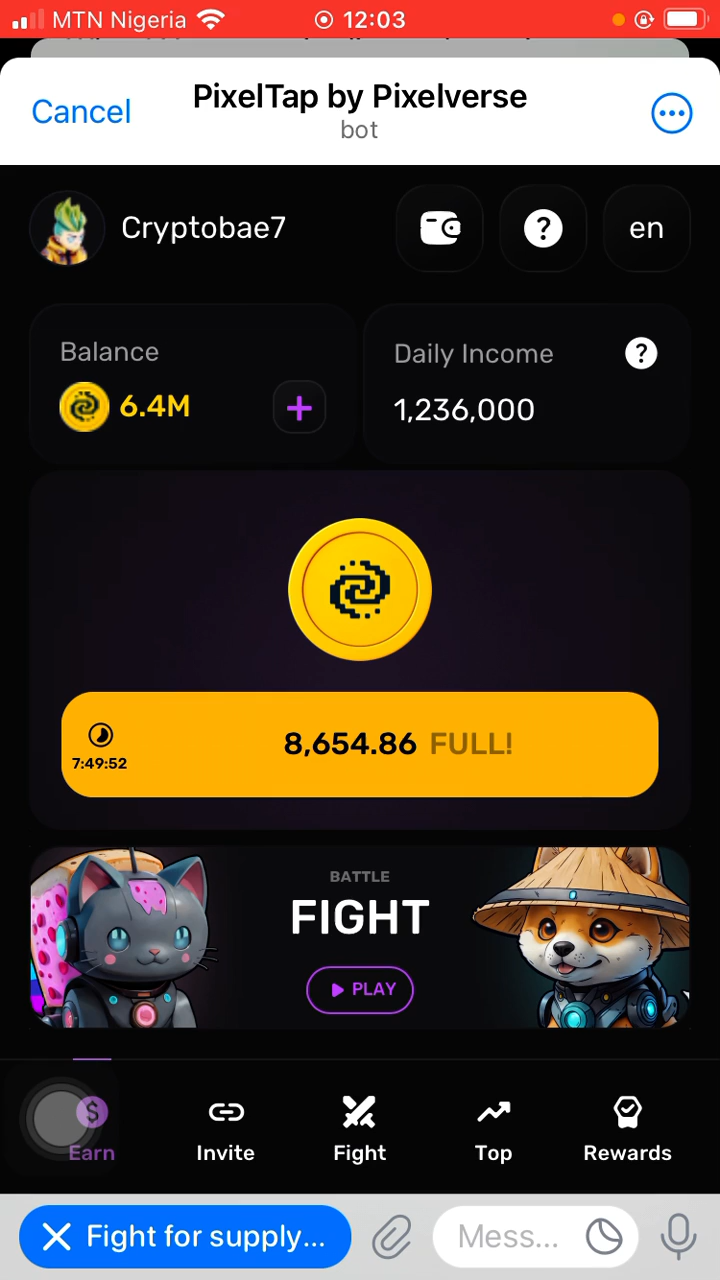 MTN Nigeria 12:03
Cancel
PixelTap by Pixelverse
bot
Cryptobae7
?
en
Balance
6.4M
+
Daily Income
?
1,236,000
7:49:52
8,654.86 FULL!
BATTLE
FIGHT
PLAY
$
Earn
Invite
Fight
Top
Rewards
Fight for supply...
Mess...